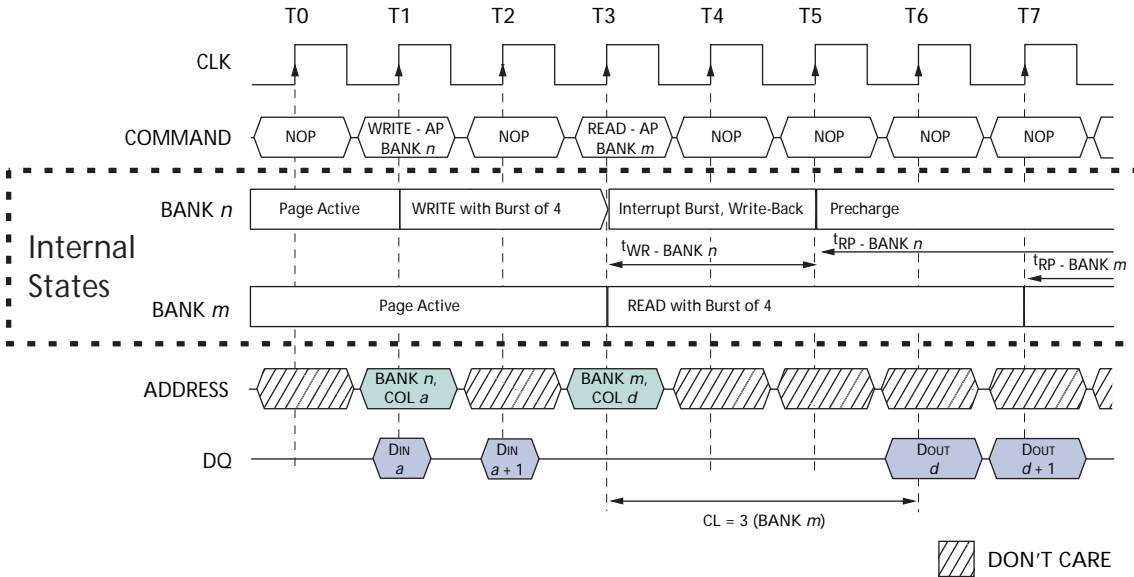 T0 T1 T2 T3 T4 T5 T6 T7
CLK
COMMAND
NOP
WRITE - AP
BANK n
NOP
READ - AP
BANK m
NOP
NOP
NOP
NOP
Internal
States
BANK n
Page Active
WRITE with Burst of 4
Interrupt Burst, Write-Back
Precharge
tWR - BANK n
tRP - BANK n
tRP - BANK m
BANK m
Page Active
READ with Burst of 4
ADDRESS
BANK n,
COL a
BANK m,
COL d
DQ
DIN
a
DIN
a + 1
DOUT
d
DOUT
d + 1
CL = 3 (BANK m)
DON'T CARE